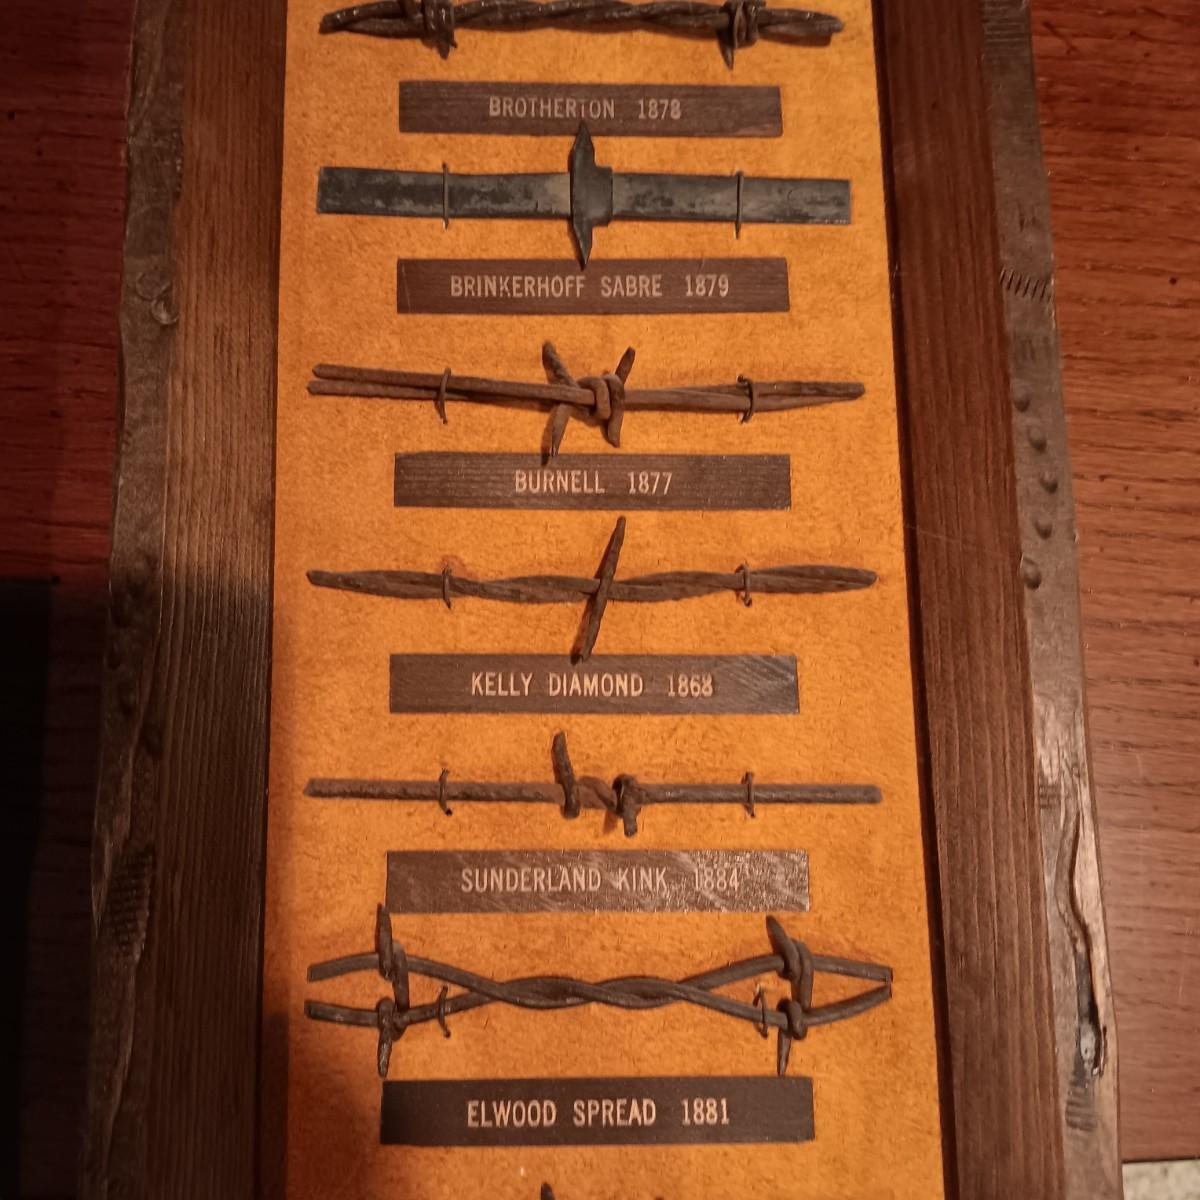 BROTHERTON 1878
BRINKERHOFF SABRE 1879
BURNELL 1877
KELLY DIAMOND 1868
SUNDERLAND KINK 1884
ELWOOD SPREAD 1881